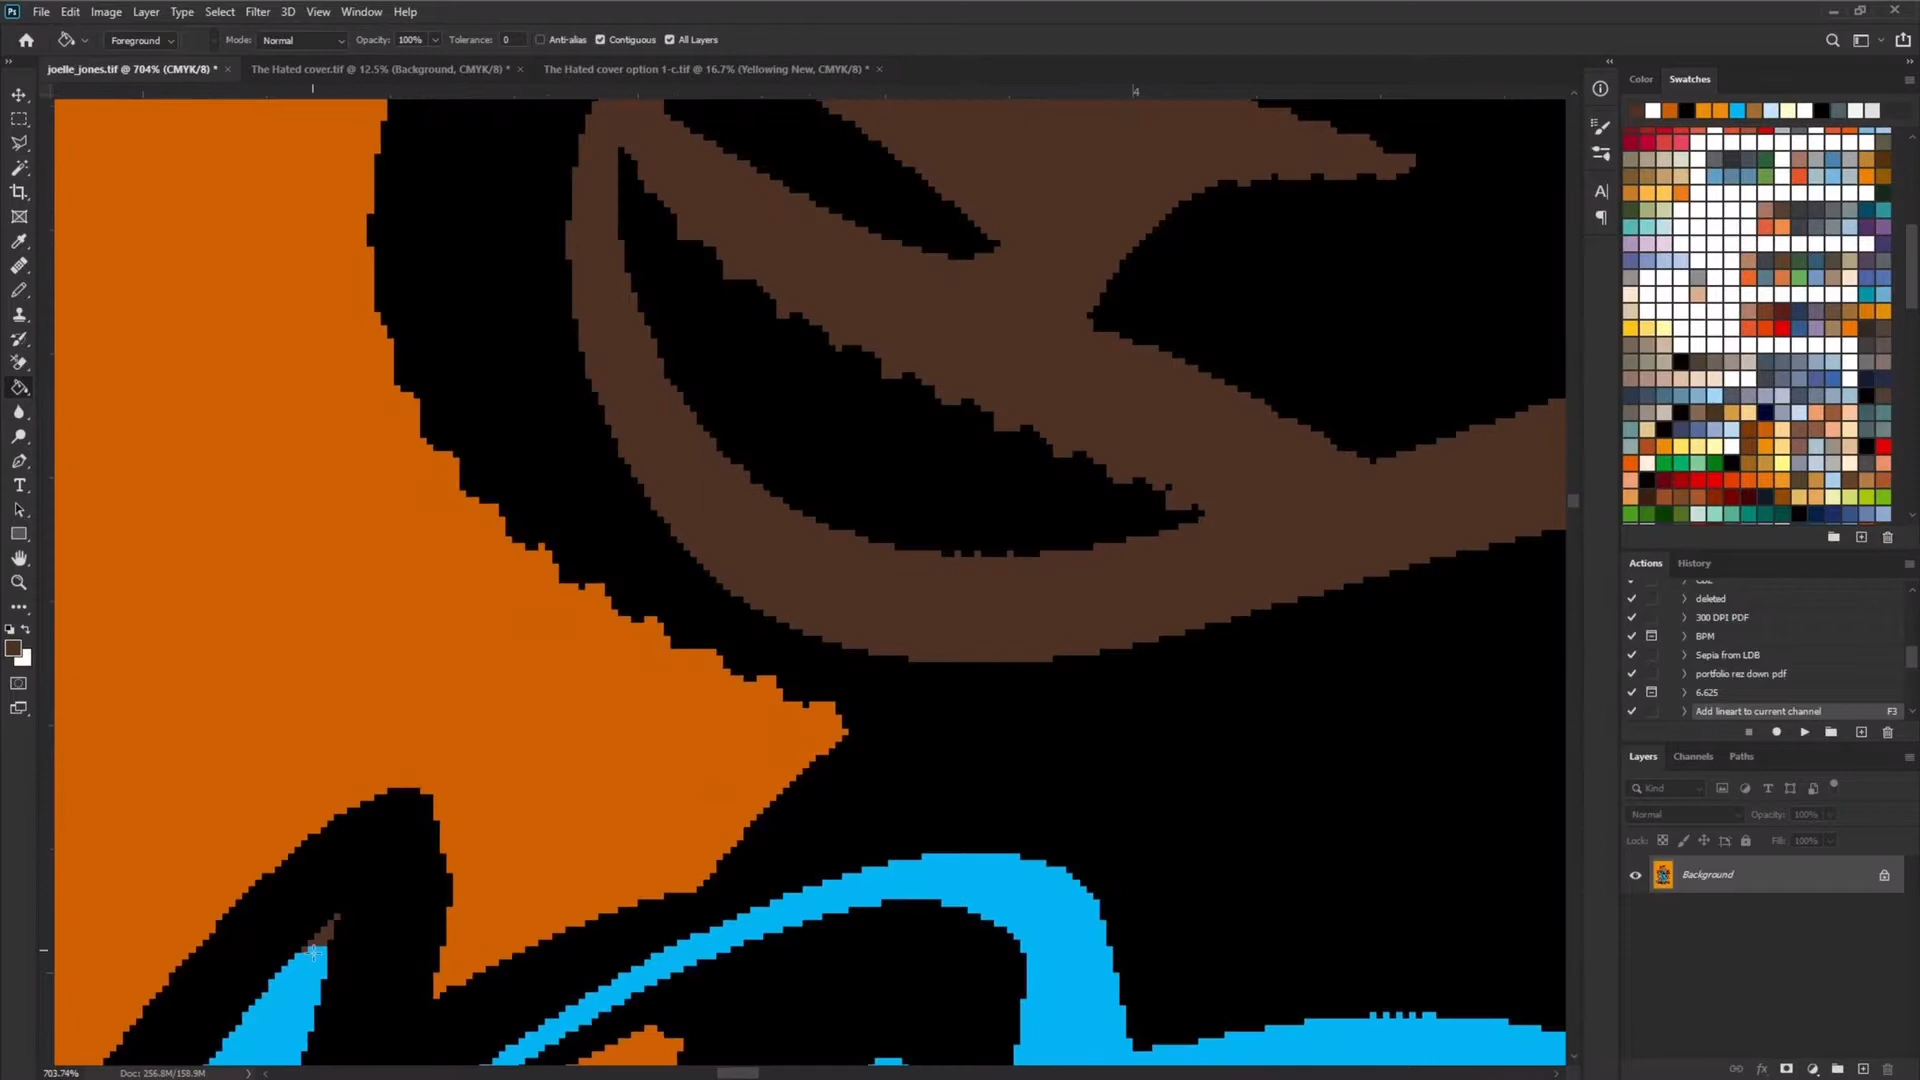 Ps File Edit Image Layer Type Select Filter 3D View Window Help
Foreground Mode: Normal Opacity: 100% Tolerance: 0 Anti-alias Contiguous All Layers
joelle_jones.tif @ 704% (CMYK/8) * × The Hated cover.tif @ 12.5% (Background, CMYK/8) * × The Hated cover option 1-c.tif @ 16.7% (Yellowing New, CMYK/8) * ×
4
Color Swatches
Actions History
deleted
300 DPI PDF
BPM
Sepia from LDB
portfolio rez down pdf
6.625
Add lineart to current channel F3
Layers Channels Paths
Kind
Normal Opacity: 100%
Lock: Fill: 100%
Background
703.74% Doc: 256.8M/158.9M